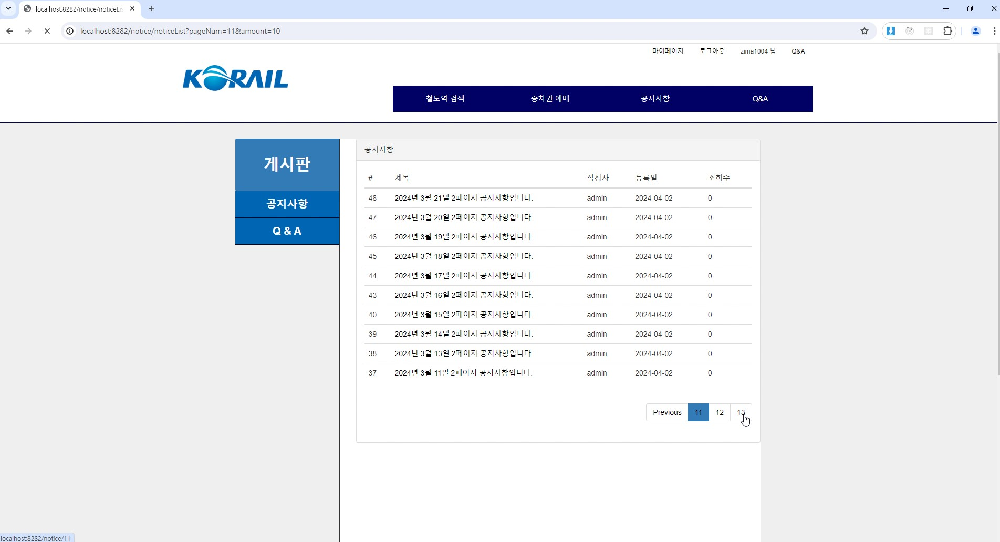 localhost:8282/notice/noticeLis
localhost:8282/notice/noticeList?pageNum=11&amount=10
마이페이지 로그아웃 zima1004 님 Q&A
KORAIL
철도역 검색 승차권 예매 공지사항 Q&A
게시판
공지사항
Q & A
공지사항
# 제목 작성자 등록일 조회수
48 2024년 3월 21일 2페이지 공지사항입니다. admin 2024-04-02 0
47 2024년 3월 20일 2페이지 공지사항입니다. admin 2024-04-02 0
46 2024년 3월 19일 2페이지 공지사항입니다. admin 2024-04-02 0
45 2024년 3월 18일 2페이지 공지사항입니다. admin 2024-04-02 0
44 2024년 3월 17일 2페이지 공지사항입니다. admin 2024-04-02 0
43 2024년 3월 16일 2페이지 공지사항입니다. admin 2024-04-02 0
40 2024년 3월 15일 2페이지 공지사항입니다. admin 2024-04-02 0
39 2024년 3월 14일 2페이지 공지사항입니다. admin 2024-04-02 0
38 2024년 3월 13일 2페이지 공지사항입니다. admin 2024-04-02 0
37 2024년 3월 11일 2페이지 공지사항입니다. admin 2024-04-02 0
Previous 11 12 13
localhost:8282/notice/11